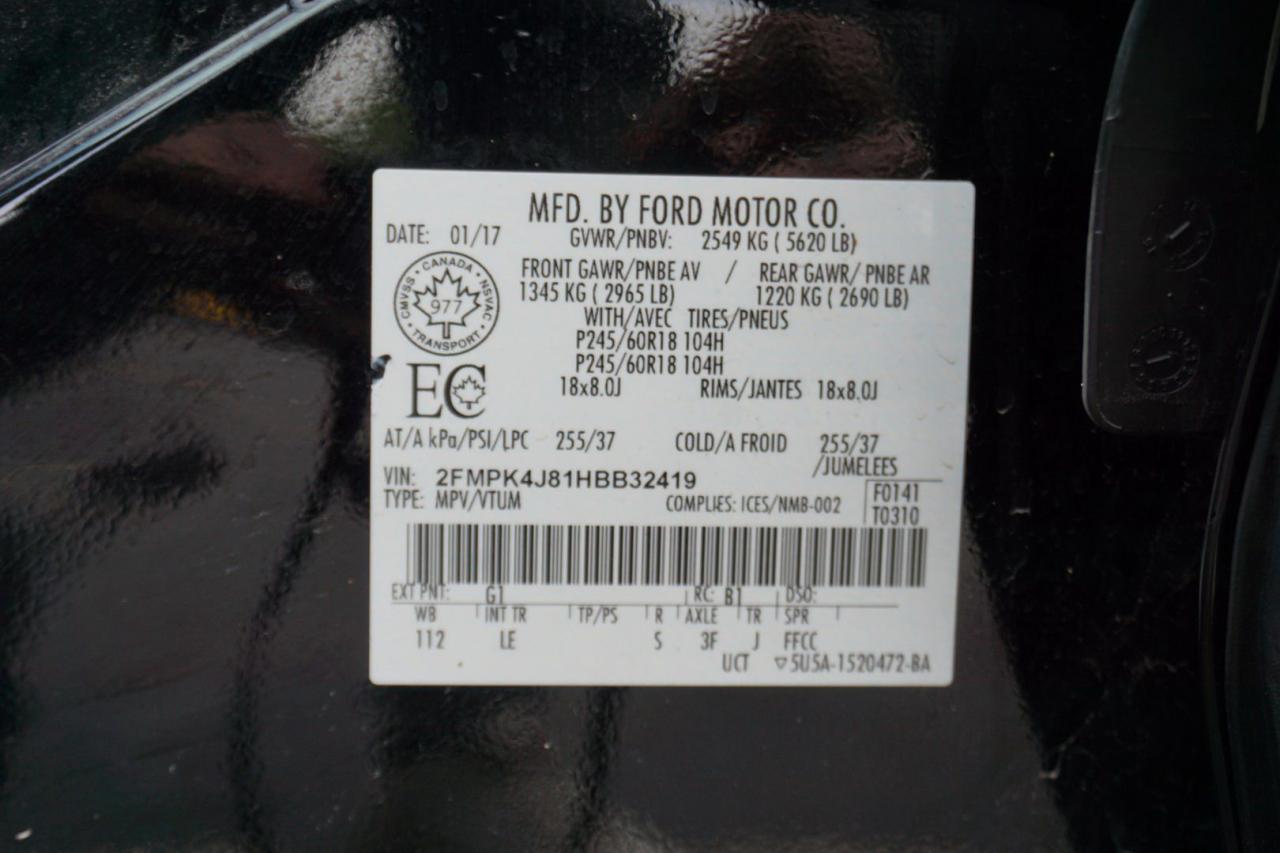 MFD. BY FORD MOTOR CO.
DATE: 01/17 GVWR/PNBV: 2549 KG ( 5620 LB)
FRONT GAWR/PNBE AV / REAR GAWR/ PNBE AR
1345 KG ( 2965 LB) 1220 KG ( 2690 LB)
WITH/AVEC TIRES/PNEUS
P245/60R18 104H
P245/60R18 104H
18x8.0J RIMS/JANTES 18x8.0J
CANADA
CMVSS 977 NSVAC
TRANSPORT
EC
AT/A kPa/PSI/LPC 255/37 COLD/A FROID 255/37
/JUMELEES
VIN: 2FMPK4J81HBB32419
TYPE: MPV/VTUM COMPLIES: ICES/NMB-002
F0141
T0310
EXT PNT: G1 RC: B1 DSO:
WB INT TR TP/PS R AXLE TR SPR
112 LE S 3F J FFCC
UCT ▽5U5A-1520472-BA